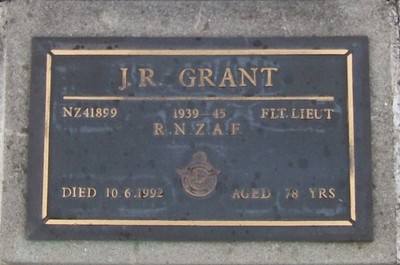 J.R. GRANT
NZ41899 1939–45 FLT. LIEUT
R.N.Z.A.F.
DIED 10.6.1992 AGED 78 YRS